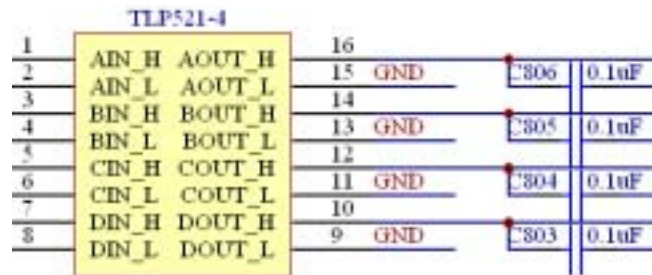 TLP521-4
1 AIN_H AOUT_H 16
2 AIN_L AOUT_L 15 GND C806 0.1uF
3 BIN_H BOUT_H 14
4 BIN_L BOUT_L 13 GND C805 0.1uF
5 CIN_H COUT_H 12
6 CIN_L COUT_L 11 GND C804 0.1uF
7 DIN_H DOUT_H 10
8 DIN_L DOUT_L 9 GND C803 0.1uF